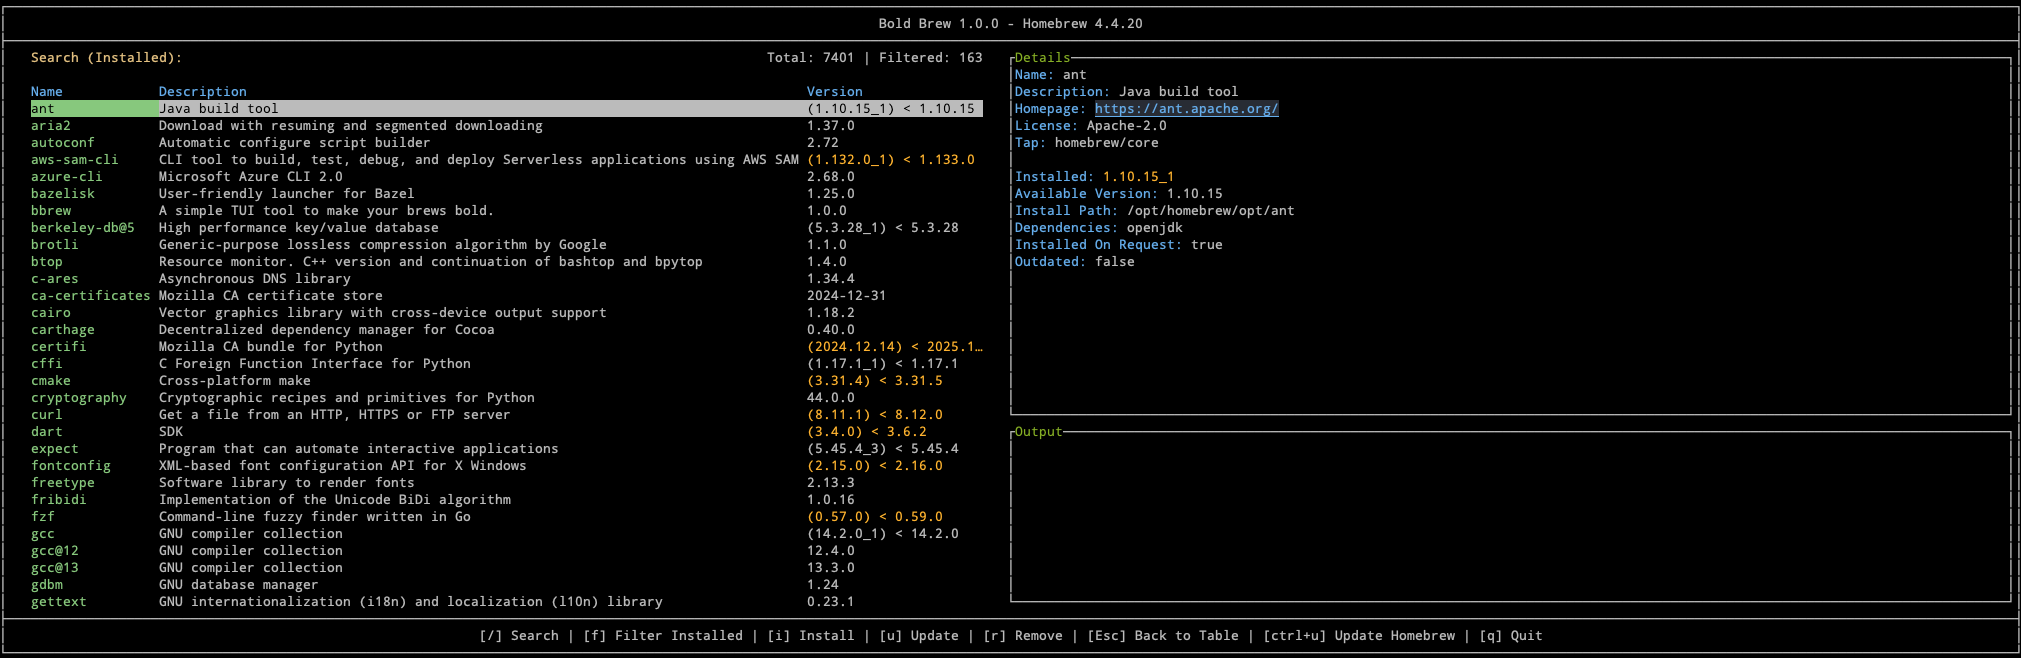 Bold Brew 1.0.0 - Homebrew 4.4.20
Search (Installed): Total: 7401 | Filtered: 163
Name Description Version
ant Java build tool (1.10.15_1) < 1.10.15
aria2 Download with resuming and segmented downloading 1.37.0
autoconf Automatic configure script builder 2.72
aws-sam-cli CLI tool to build, test, debug, and deploy Serverless applications using AWS SAM (1.132.0_1) < 1.133.0
azure-cli Microsoft Azure CLI 2.0 2.68.0
bazelisk User-friendly launcher for Bazel 1.25.0
bbrew A simple TUI tool to make your brews bold. 1.0.0
berkeley-db@5 High performance key/value database (5.3.28_1) < 5.3.28
brotli Generic-purpose lossless compression algorithm by Google 1.1.0
btop Resource monitor. C++ version and continuation of bashtop and bpytop 1.4.0
c-ares Asynchronous DNS library 1.34.4
ca-certificates Mozilla CA certificate store 2024-12-31
cairo Vector graphics library with cross-device output support 1.18.2
carthage Decentralized dependency manager for Cocoa 0.40.0
certifi Mozilla CA bundle for Python (2024.12.14) < 2025.1…
cffi C Foreign Function Interface for Python (1.17.1_1) < 1.17.1
cmake Cross-platform make (3.31.4) < 3.31.5
cryptography Cryptographic recipes and primitives for Python 44.0.0
curl Get a file from an HTTP, HTTPS or FTP server (8.11.1) < 8.12.0
dart SDK (3.4.0) < 3.6.2
expect Program that can automate interactive applications (5.45.4_3) < 5.45.4
fontconfig XML-based font configuration API for X Windows (2.15.0) < 2.16.0
freetype Software library to render fonts 2.13.3
fribidi Implementation of the Unicode BiDi algorithm 1.0.16
fzf Command-line fuzzy finder written in Go (0.57.0) < 0.59.0
gcc GNU compiler collection (14.2.0_1) < 14.2.0
gcc@12 GNU compiler collection 12.4.0
gcc@13 GNU compiler collection 13.3.0
gdbm GNU database manager 1.24
gettext GNU internationalization (i18n) and localization (l10n) library 0.23.1
Details
Name: ant
Description: Java build tool
Homepage: https://ant.apache.org/
License: Apache-2.0
Tap: homebrew/core
Installed: 1.10.15_1
Available Version: 1.10.15
Install Path: /opt/homebrew/opt/ant
Dependencies: openjdk
Installed On Request: true
Outdated: false
Output
[/] Search | [f] Filter Installed | [i] Install | [u] Update | [r] Remove | [Esc] Back to Table | [ctrl+u] Update Homebrew | [q] Quit